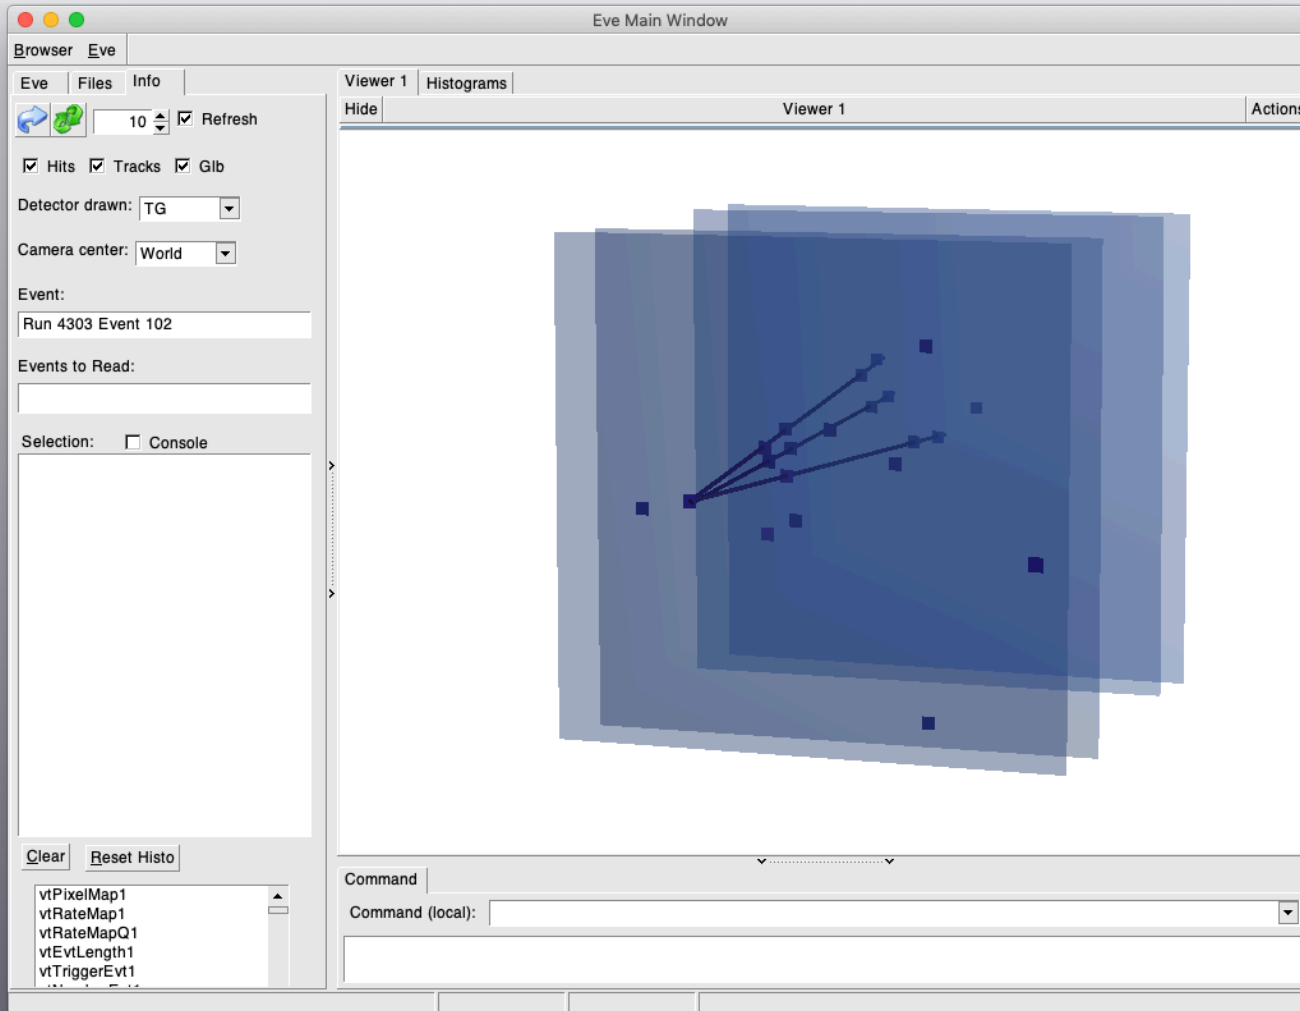 Eve Main Window
Browser Eve
Eve Files Info
10 Refresh
Hits Tracks Glb
Detector drawn: TG
Camera center: World
Event:
Run 4303 Event 102
Events to Read:
Selection: Console
Clear Reset Histo
vtPixelMap1
vtRateMap1
vtRateMapQ1
vtEvtLength1
vtTriggerEvt1
Viewer 1 Histograms
Hide Viewer 1 Actions
Command
Command (local):